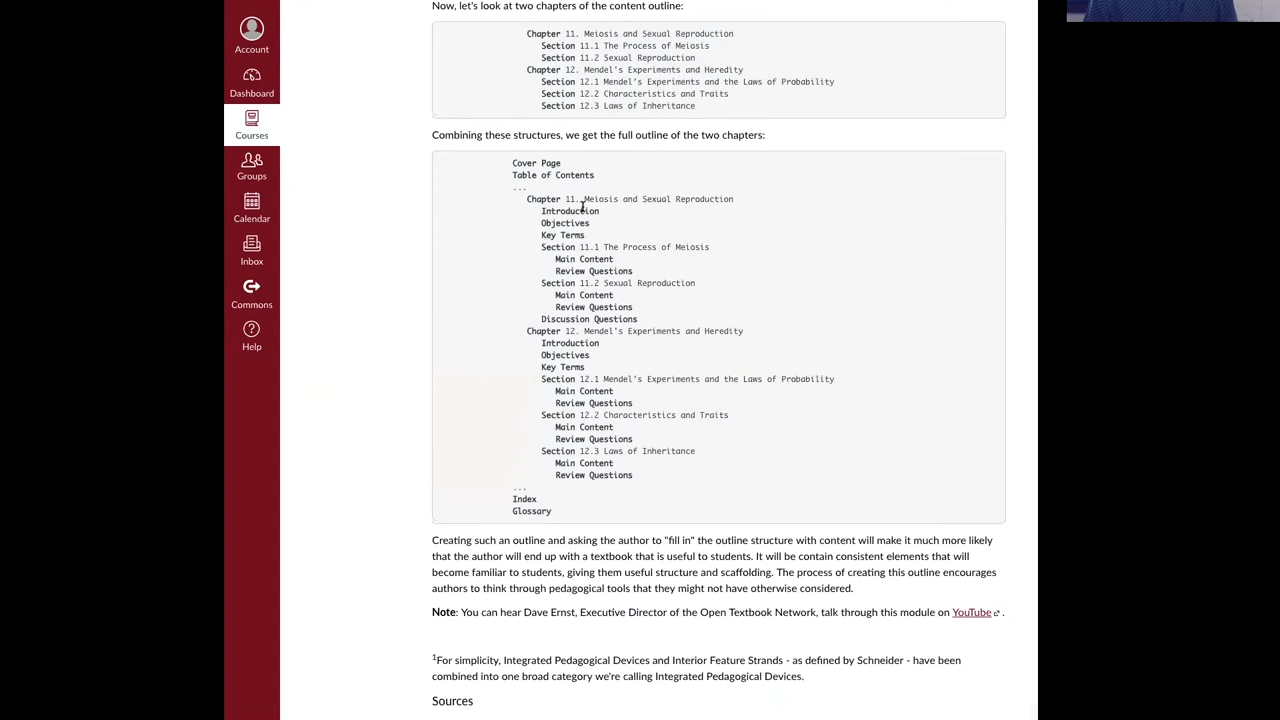 Now, let's look at two chapters of the content outline:
Chapter 11. Meiosis and Sexual Reproduction
Section 11.1 The Process of Meiosis
Section 11.2 Sexual Reproduction
Chapter 12. Mendel's Experiments and Heredity
Section 12.1 Mendel's Experiments and the Laws of Probability
Section 12.2 Characteristics and Traits
Section 12.3 Laws of Inheritance
Combining these structures, we get the full outline of the two chapters:
Cover Page
Table of Contents
...
Chapter 11. Meiosis and Sexual Reproduction
Introduction
Objectives
Key Terms
Section 11.1 The Process of Meiosis
Main Content
Review Questions
Section 11.2 Sexual Reproduction
Main Content
Review Questions
Discussion Questions
Chapter 12. Mendel's Experiments and Heredity
Introduction
Objectives
Key Terms
Section 12.1 Mendel's Experiments and the Laws of Probability
Main Content
Review Questions
Section 12.2 Characteristics and Traits
Main Content
Review Questions
Section 12.3 Laws of Inheritance
Main Content
Review Questions
...
Index
Glossary
Creating such an outline and asking the author to "fill in" the outline structure with content will make it much more likely
that the author will end up with a textbook that is useful to students. It will be contain consistent elements that will
become familiar to students, giving them useful structure and scaffolding. The process of creating this outline encourages
authors to think through pedagogical tools that they might not have otherwise considered.
Note: You can hear Dave Ernst, Executive Director of the Open Textbook Network, talk through this module on YouTube .
1For simplicity, Integrated Pedagogical Devices and Interior Feature Strands - as defined by Schneider - have been
combined into one broad category we're calling Integrated Pedagogical Devices.
Sources
Account
Dashboard
Courses
Groups
Calendar
Inbox
Commons
Help